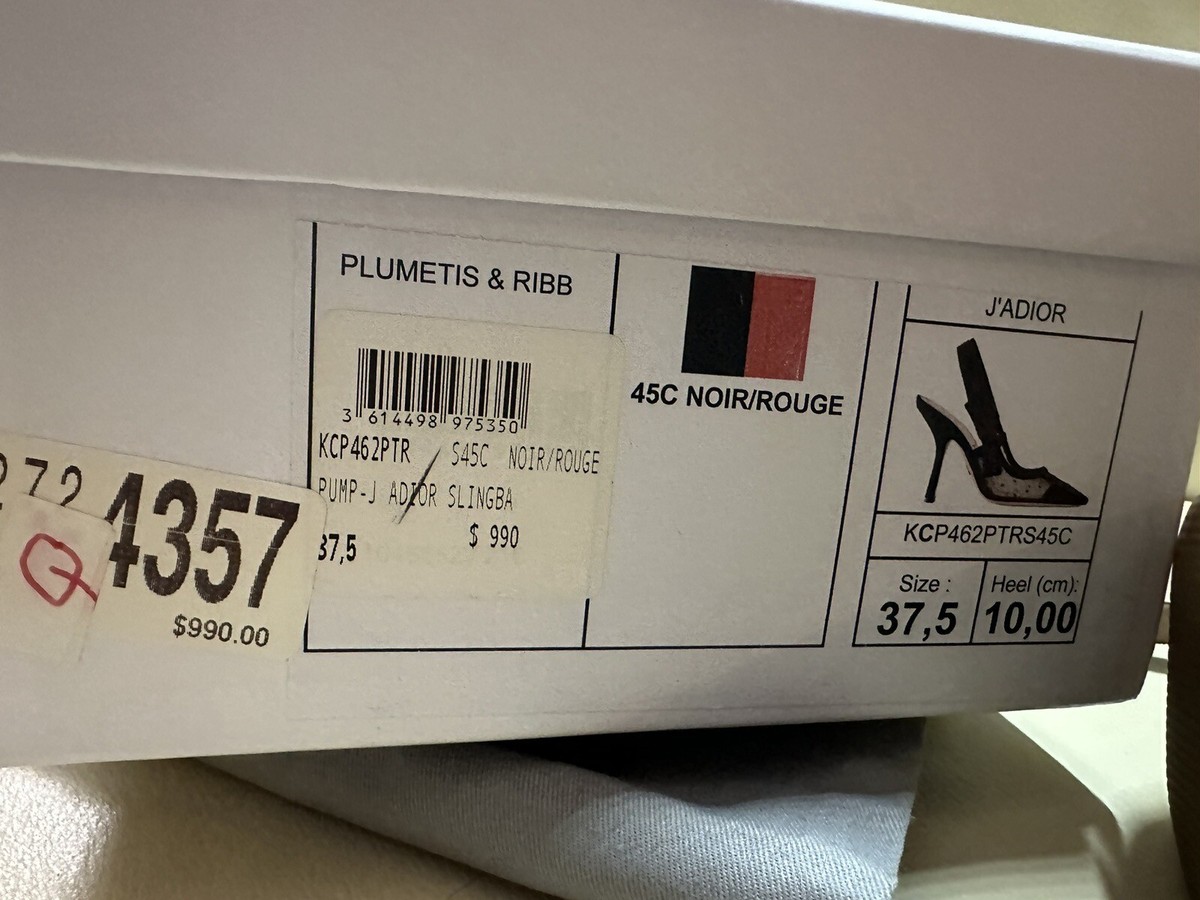 PLUMETIS & RIBB
3 614498 975350
KCP462PTR S45C NOIR/ROUGE
PUMP-J ADIOR SLINGBA
37,5 $ 990
45C NOIR/ROUGE
J'ADIOR
KCP462PTRS45C
Size : Heel (cm):
37,5 10,00
272
4357
$990.00